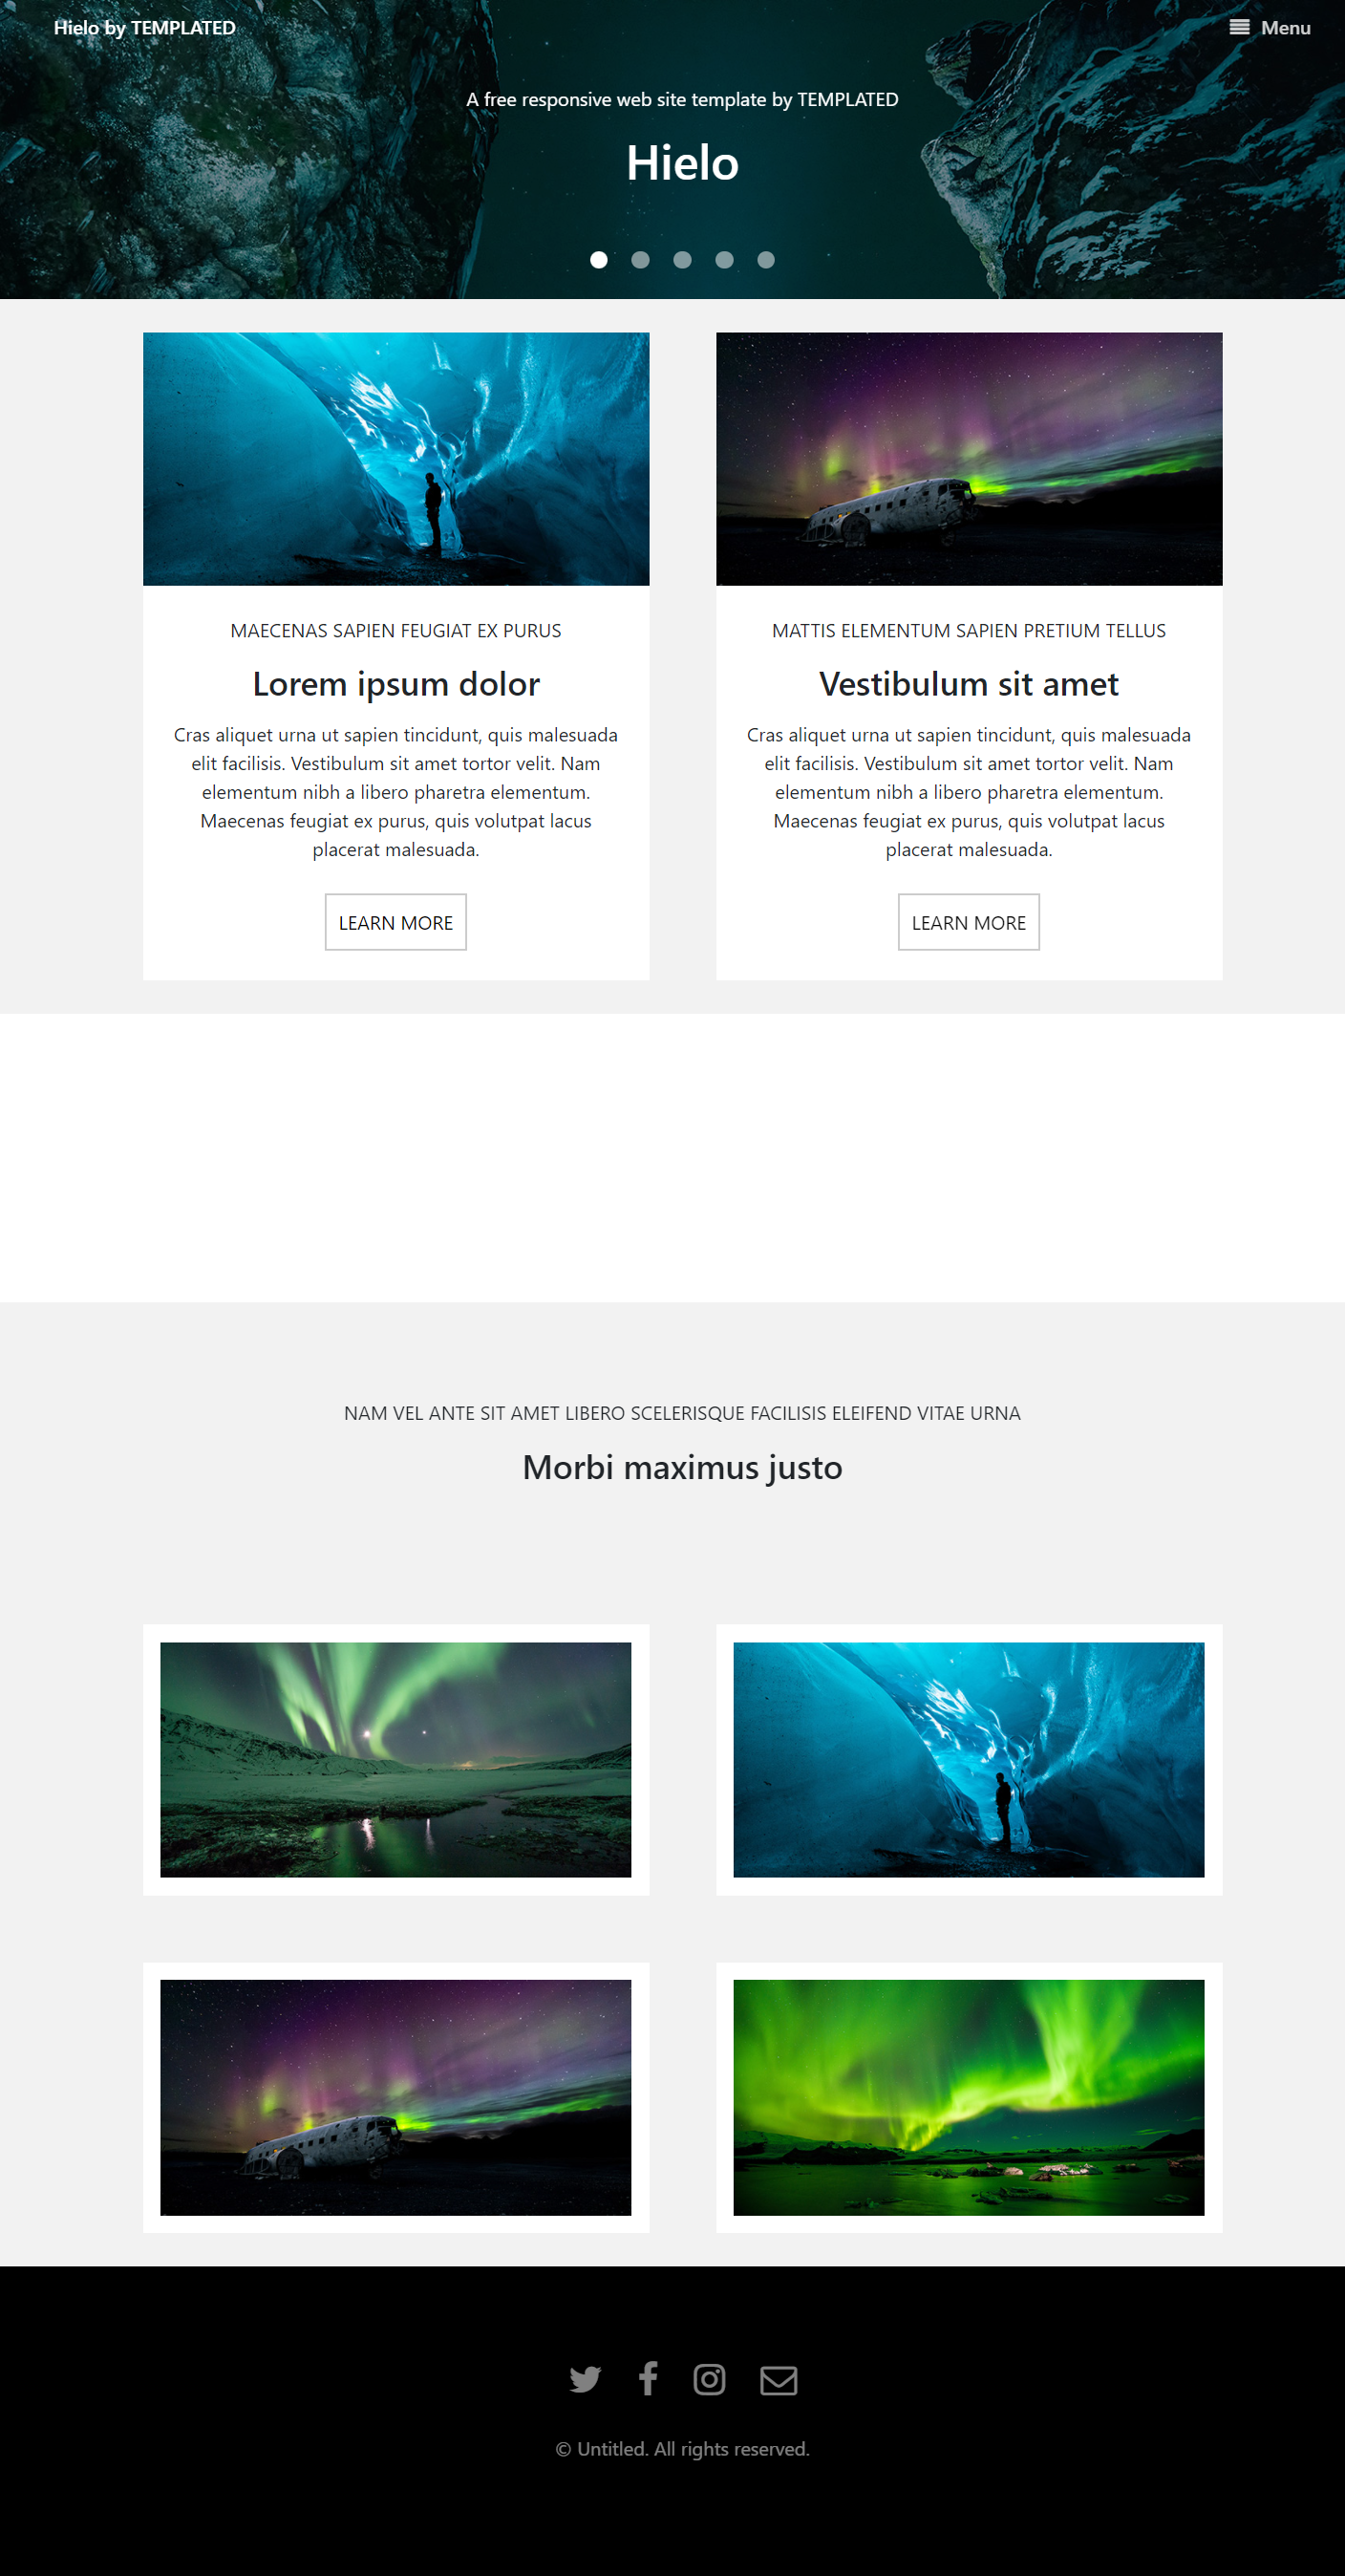 Hielo by TEMPLATED
Menu
A free responsive web site template by TEMPLATED
Hielo
MAECENAS SAPIEN FEUGIAT EX PURUS
Lorem ipsum dolor
Cras aliquet urna ut sapien tincidunt, quis malesuada
elit facilisis. Vestibulum sit amet tortor velit. Nam
elementum nibh a libero pharetra elementum.
Maecenas feugiat ex purus, quis volutpat lacus
placerat malesuada.
LEARN MORE
MATTIS ELEMENTUM SAPIEN PRETIUM TELLUS
Vestibulum sit amet
Cras aliquet urna ut sapien tincidunt, quis malesuada
elit facilisis. Vestibulum sit amet tortor velit. Nam
elementum nibh a libero pharetra elementum.
Maecenas feugiat ex purus, quis volutpat lacus
placerat malesuada.
LEARN MORE
NAM VEL ANTE SIT AMET LIBERO SCELERISQUE FACILISIS ELEIFEND VITAE URNA
Morbi maximus justo
© Untitled. All rights reserved.